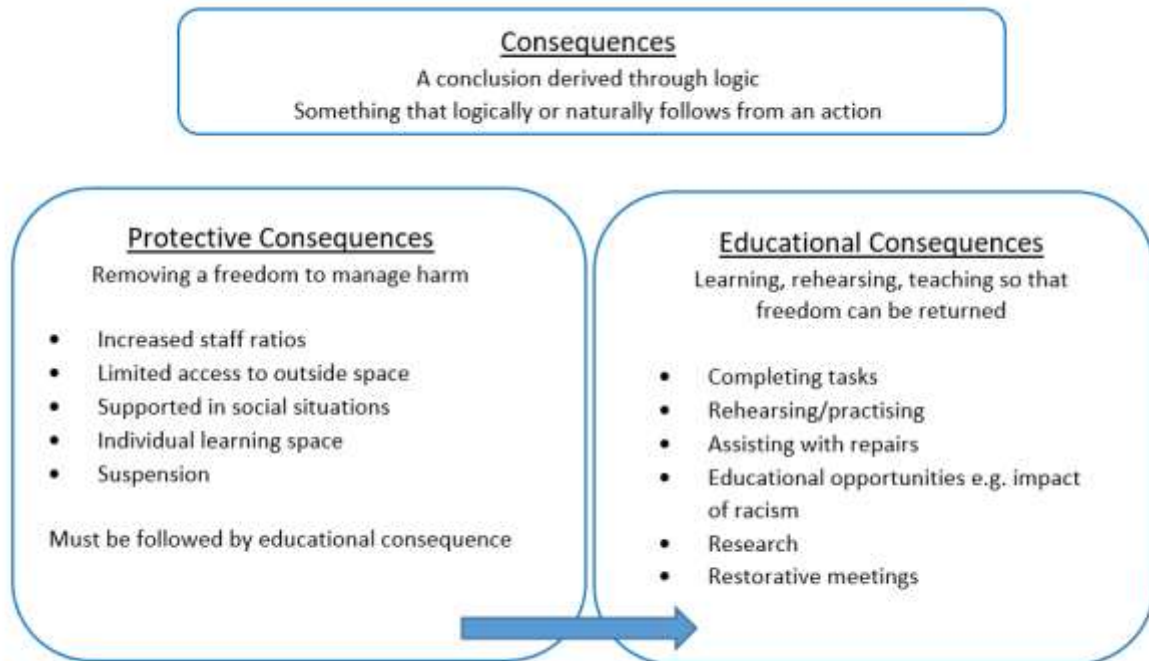 Consequences
A conclusion derived through logic
Something that logically or naturally follows from an action
Protective Consequences
Removing a freedom to manage harm
• Increased staff ratios
• Limited access to outside space
• Supported in social situations
• Individual learning space
• Suspension
Must be followed by educational consequence
Educational Consequences
Learning, rehearsing, teaching so that
freedom can be returned
• Completing tasks
• Rehearsing/practising
• Assisting with repairs
• Educational opportunities e.g. impact
of racism
• Research
• Restorative meetings